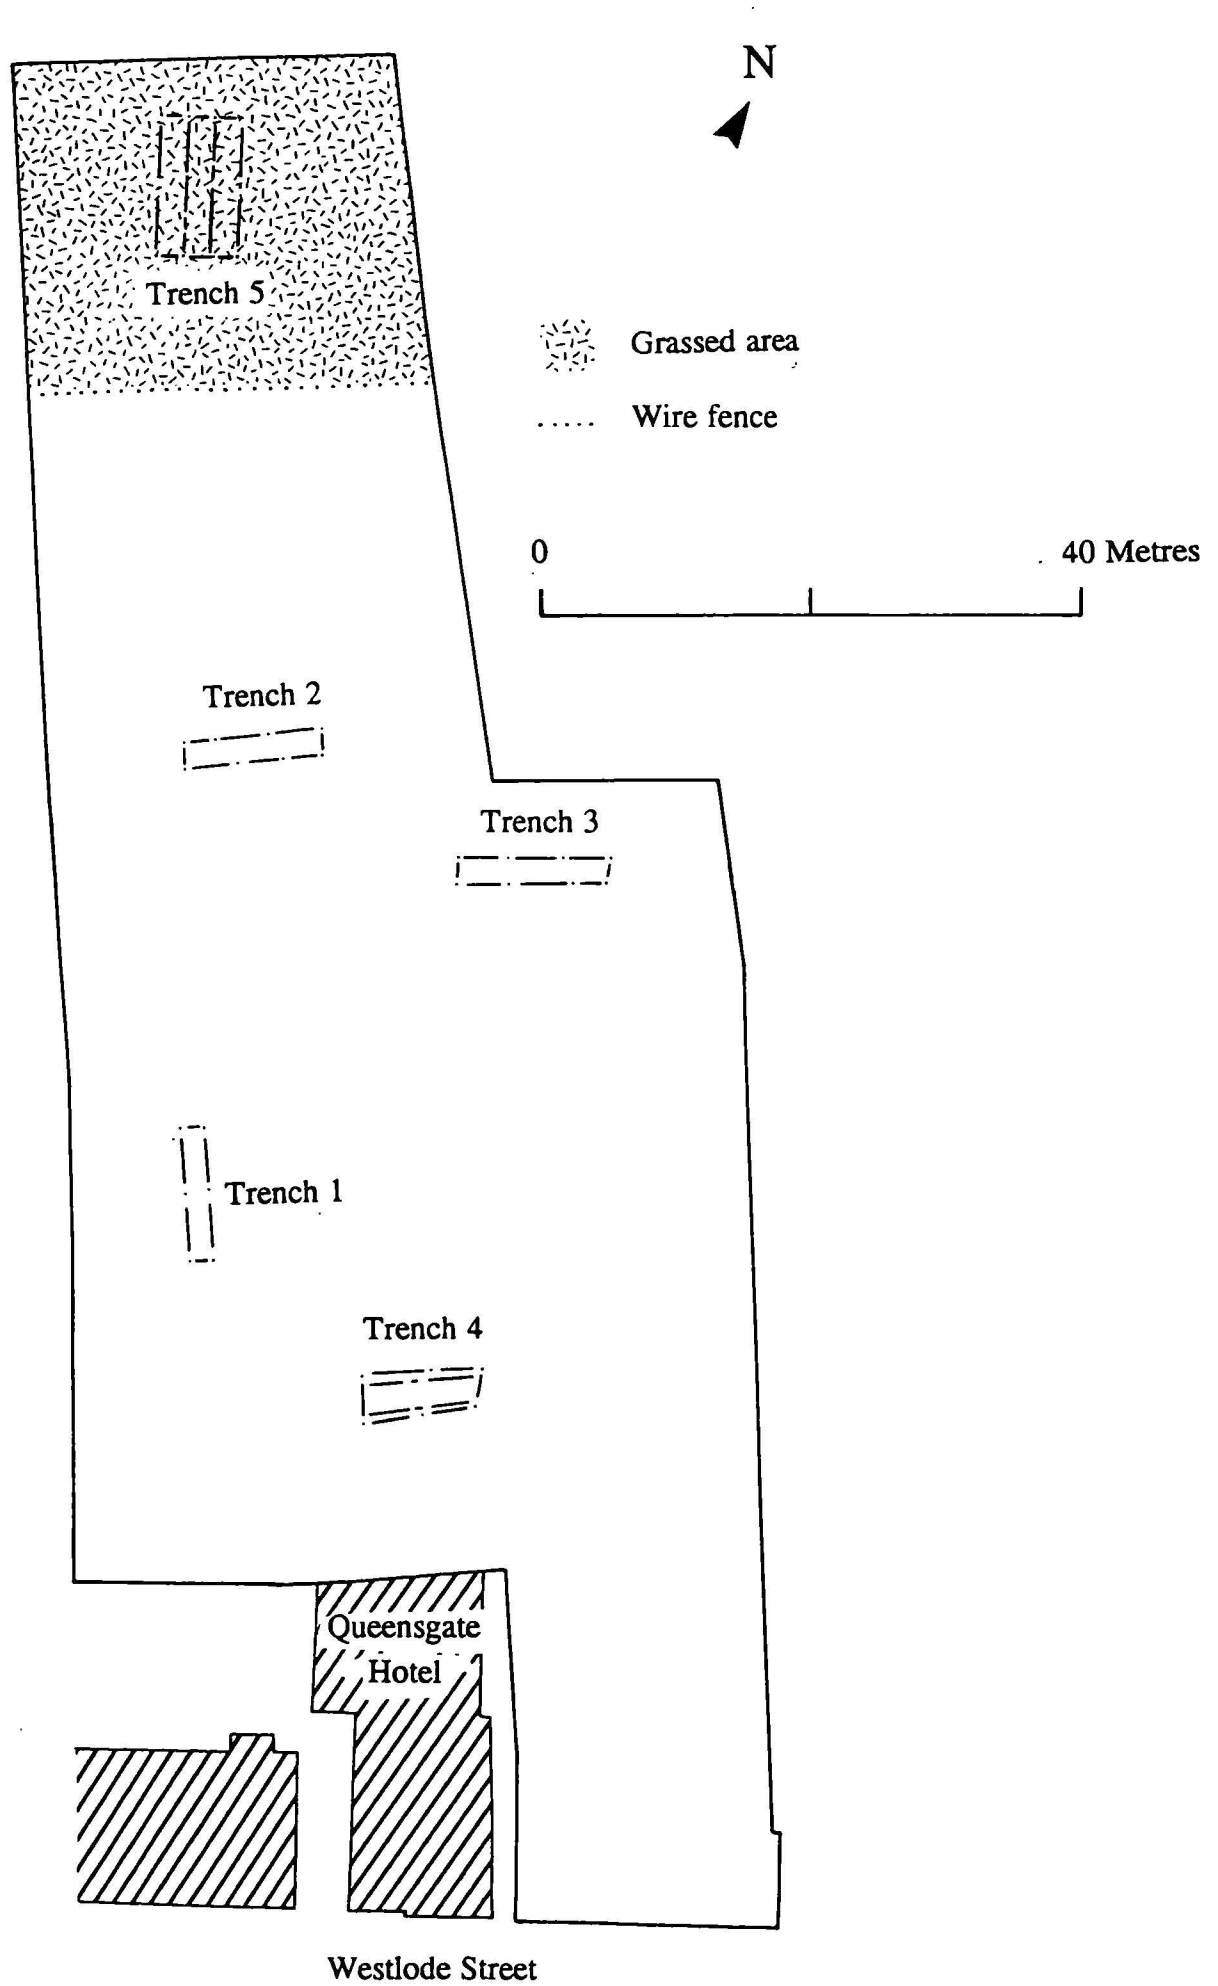 N
Trench 5
Grassed area
Wire fence
0
40 Metres
Trench 2
Trench 3
Trench 1
Trench 4
Queensgate
Hotel
Westlode Street